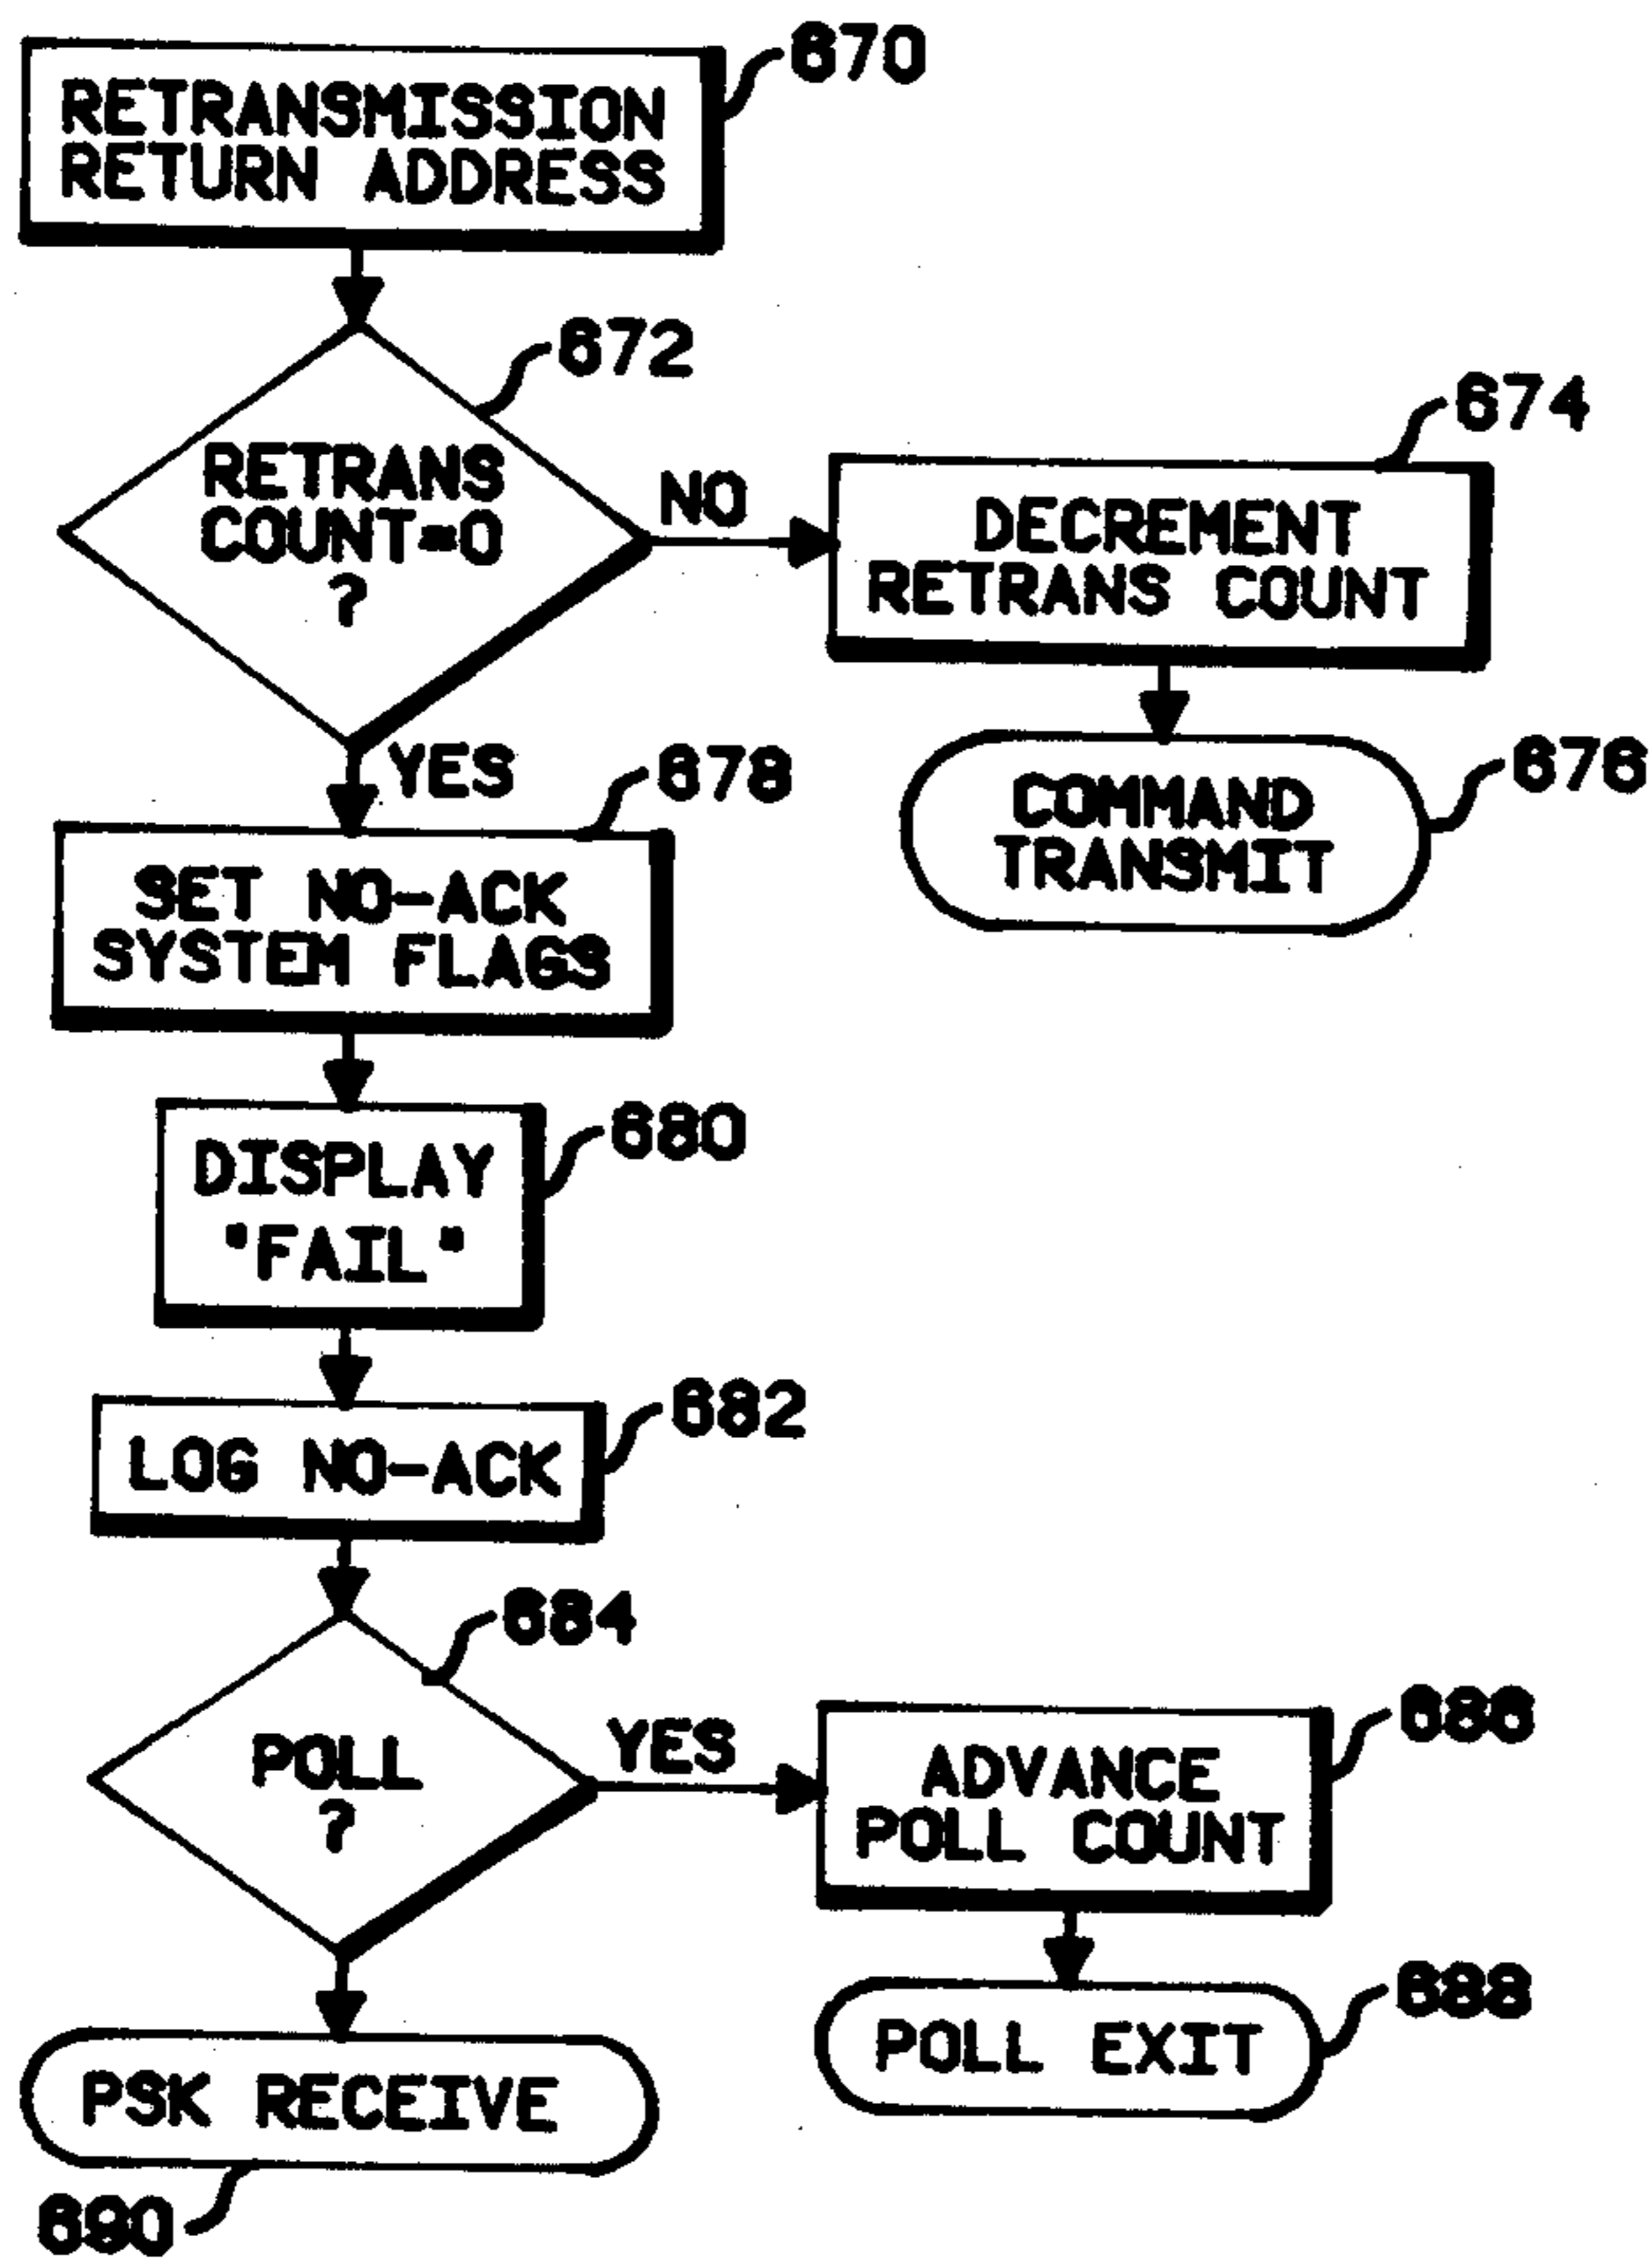 670
RETRANSMISSION
RETURN ADDRESS
672
RETRANS
COUNT=0
?
NO
674
DECREMENT
RETRANS COUNT
676
COMMAND
TRANSMIT
YES
678
SET NO-ACK
SYSTEM FLAGS
680
DISPLAY
"FAIL"
682
LOG NO-ACK
684
POLL
?
YES
686
ADVANCE
POLL COUNT
688
POLL EXIT
PSK RECEIVE
690